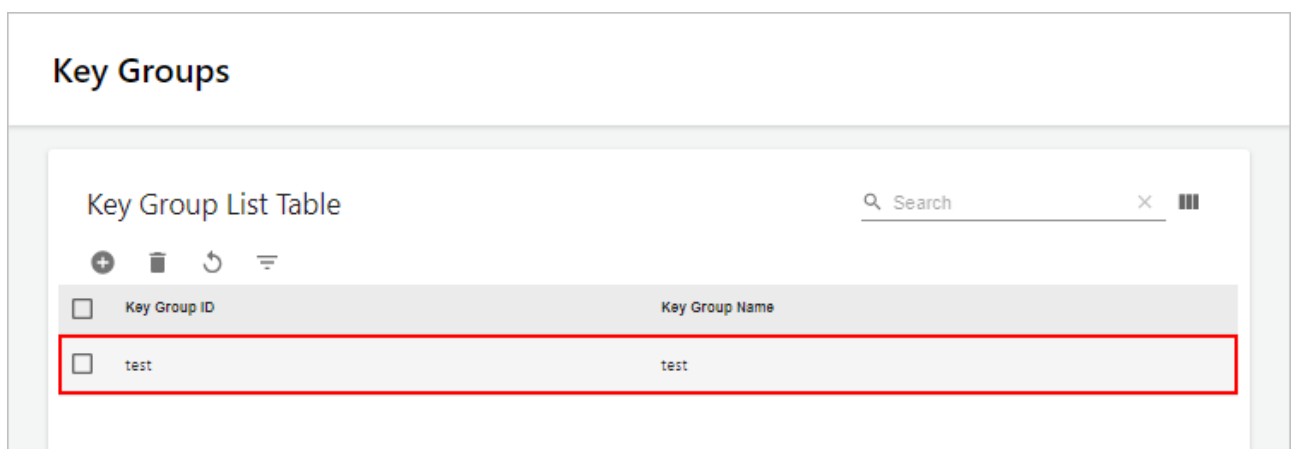 Key Groups
Key Group List Table
Search
Key Group ID Key Group Name
test test